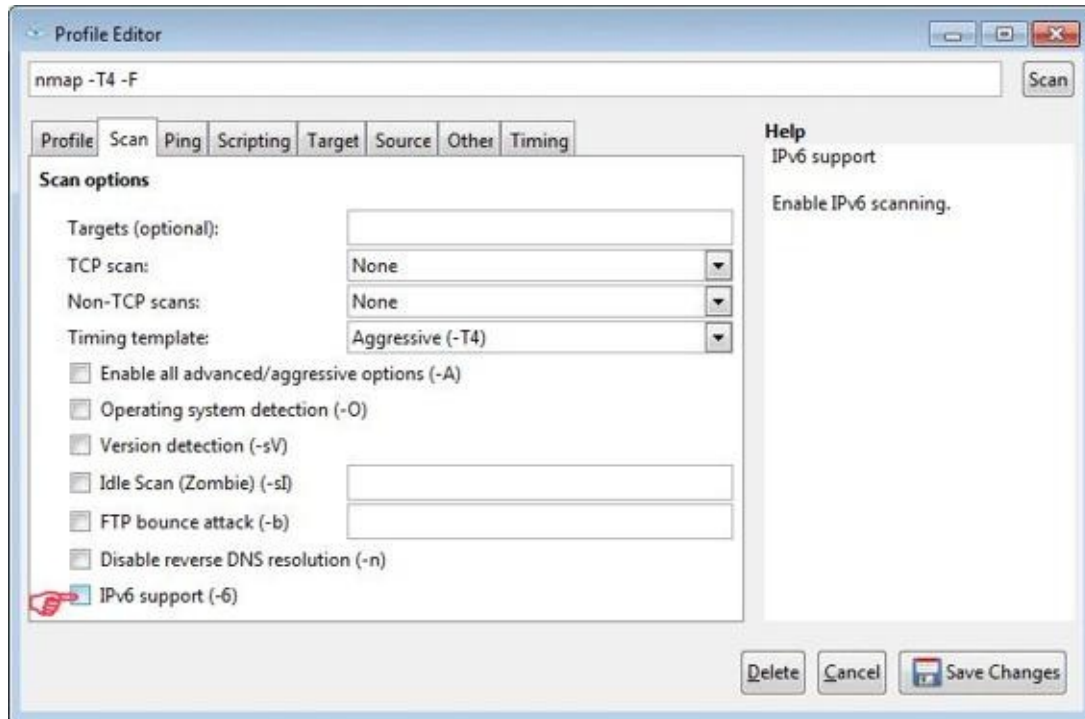 Profile Editor
nmap -T4 -F
Scan
Profile Scan Ping Scripting Target Source Other Timing
Scan options
Targets (optional):
TCP scan: None
Non-TCP scans: None
Timing template: Aggressive (-T4)
Enable all advanced/aggressive options (-A)
Operating system detection (-O)
Version detection (-sV)
Idle Scan (Zombie) (-sI)
FTP bounce attack (-b)
Disable reverse DNS resolution (-n)
IPv6 support (-6)
Help
IPv6 support
Enable IPv6 scanning.
Delete Cancel Save Changes